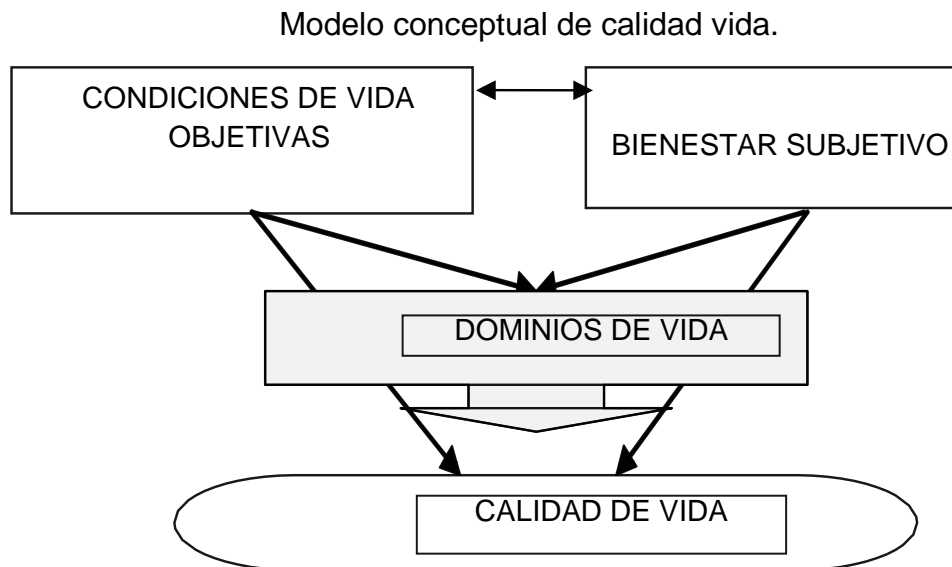 Modelo conceptual de calidad vida.
CONDICIONES DE VIDA
OBJETIVAS
BIENESTAR SUBJETIVO
DOMINIOS DE VIDA
CALIDAD DE VIDA